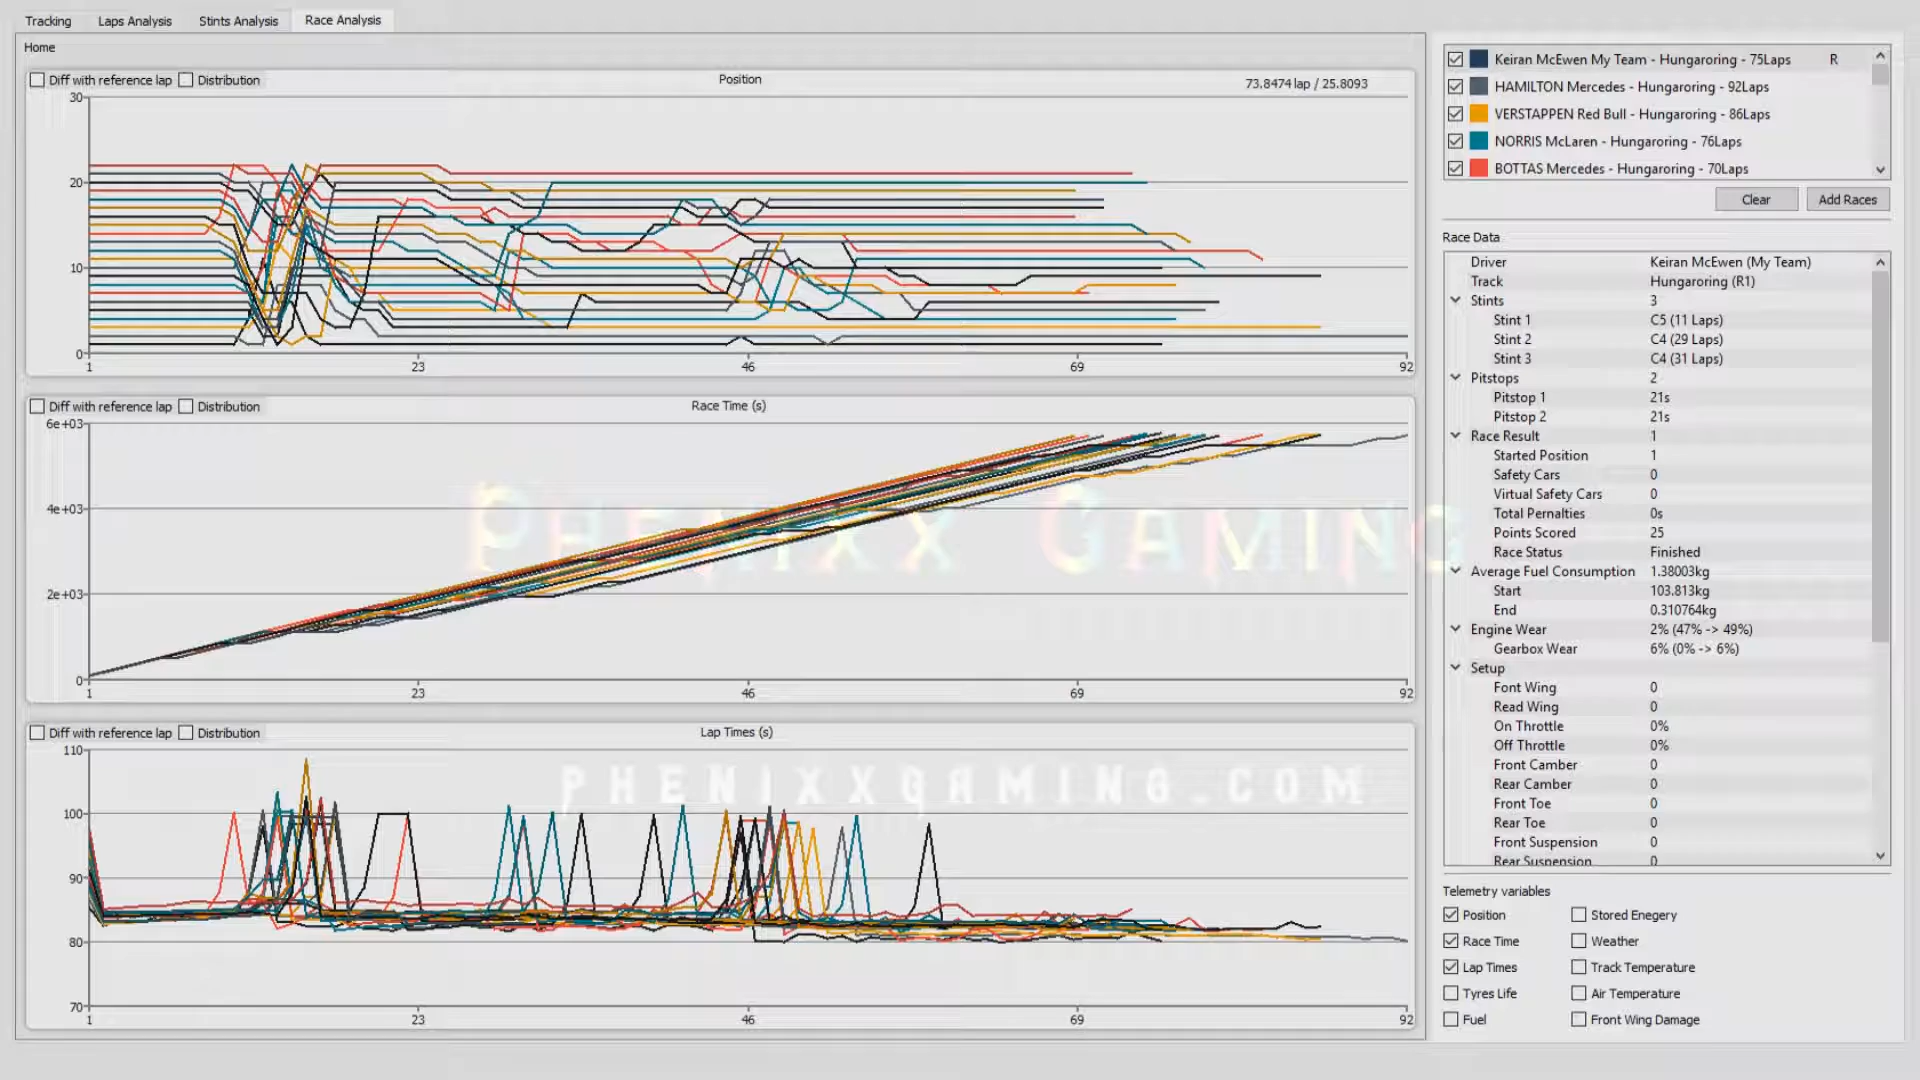 Tracking Laps Analysis Stints Analysis Race Analysis
Home
Diff with reference lap Distribution Position 73.8474 lap / 25.8093
30
20
10
0
1 23 46 69 92
Diff with reference lap Distribution Race Time (s)
6e+03
4e+03
2e+03
0
1 23 46 69 92
Diff with reference lap Distribution Lap Times (s)
110
100
90
80
70
1 23 46 69 92
PHENIXX GAMING
PHENIXXGAMING.COM
Keiran McEwen My Team - Hungaroring - 75Laps R
HAMILTON Mercedes - Hungaroring - 92Laps
VERSTAPPEN Red Bull - Hungaroring - 86Laps
NORRIS McLaren - Hungaroring - 76Laps
BOTTAS Mercedes - Hungaroring - 70Laps
Clear Add Races
Race Data
Driver Keiran McEwen (My Team)
Track Hungaroring (R1)
Stints 3
Stint 1 C5 (11 Laps)
Stint 2 C4 (29 Laps)
Stint 3 C4 (31 Laps)
Pitstops 2
Pitstop 1 21s
Pitstop 2 21s
Race Result 1
Started Position 1
Safety Cars 0
Virtual Safety Cars 0
Total Penalties 0s
Points Scored 25
Race Status Finished
Average Fuel Consumption 1.38003kg
Start 103.813kg
End 0.310764kg
Engine Wear 2% (47% -> 49%)
Gearbox Wear 6% (0% -> 6%)
Setup
Font Wing 0
Read Wing 0
On Throttle 0%
Off Throttle 0%
Front Camber 0
Rear Camber 0
Front Toe 0
Rear Toe 0
Front Suspension 0
Rear Suspension 0
Telemetry variables
Position Stored Enegery
Race Time Weather
Lap Times Track Temperature
Tyres Life Air Temperature
Fuel Front Wing Damage